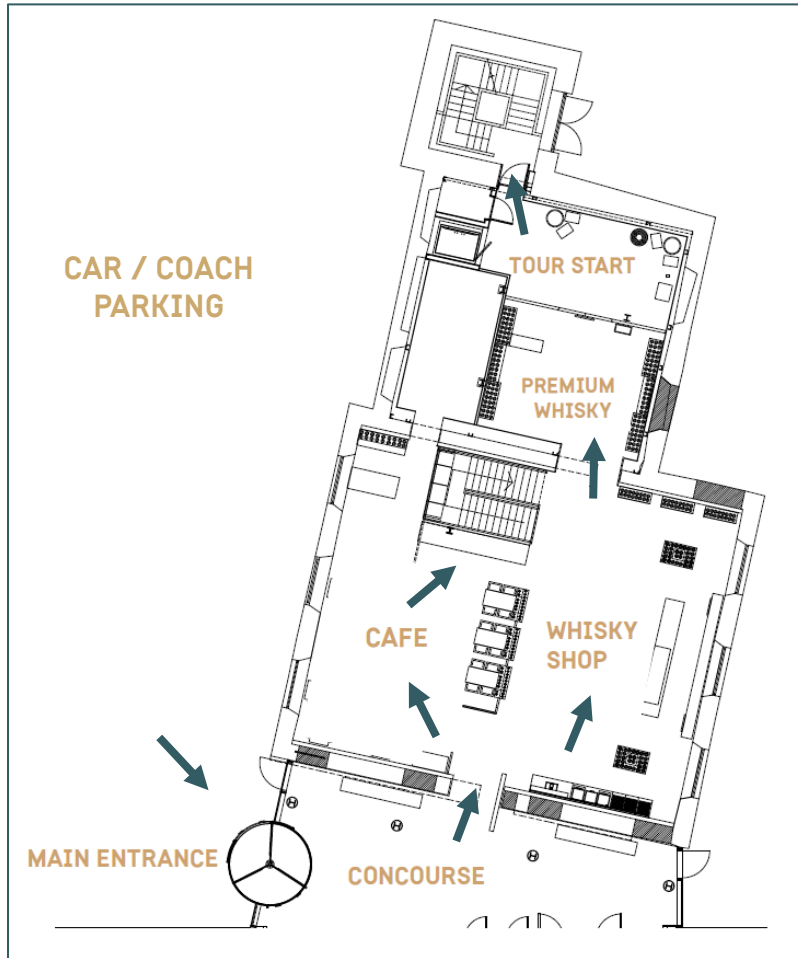 CAR / COACH
PARKING
TOUR START
PREMIUM
WHISKY
CAFE
WHISKY
SHOP
MAIN ENTRANCE
CONCOURSE